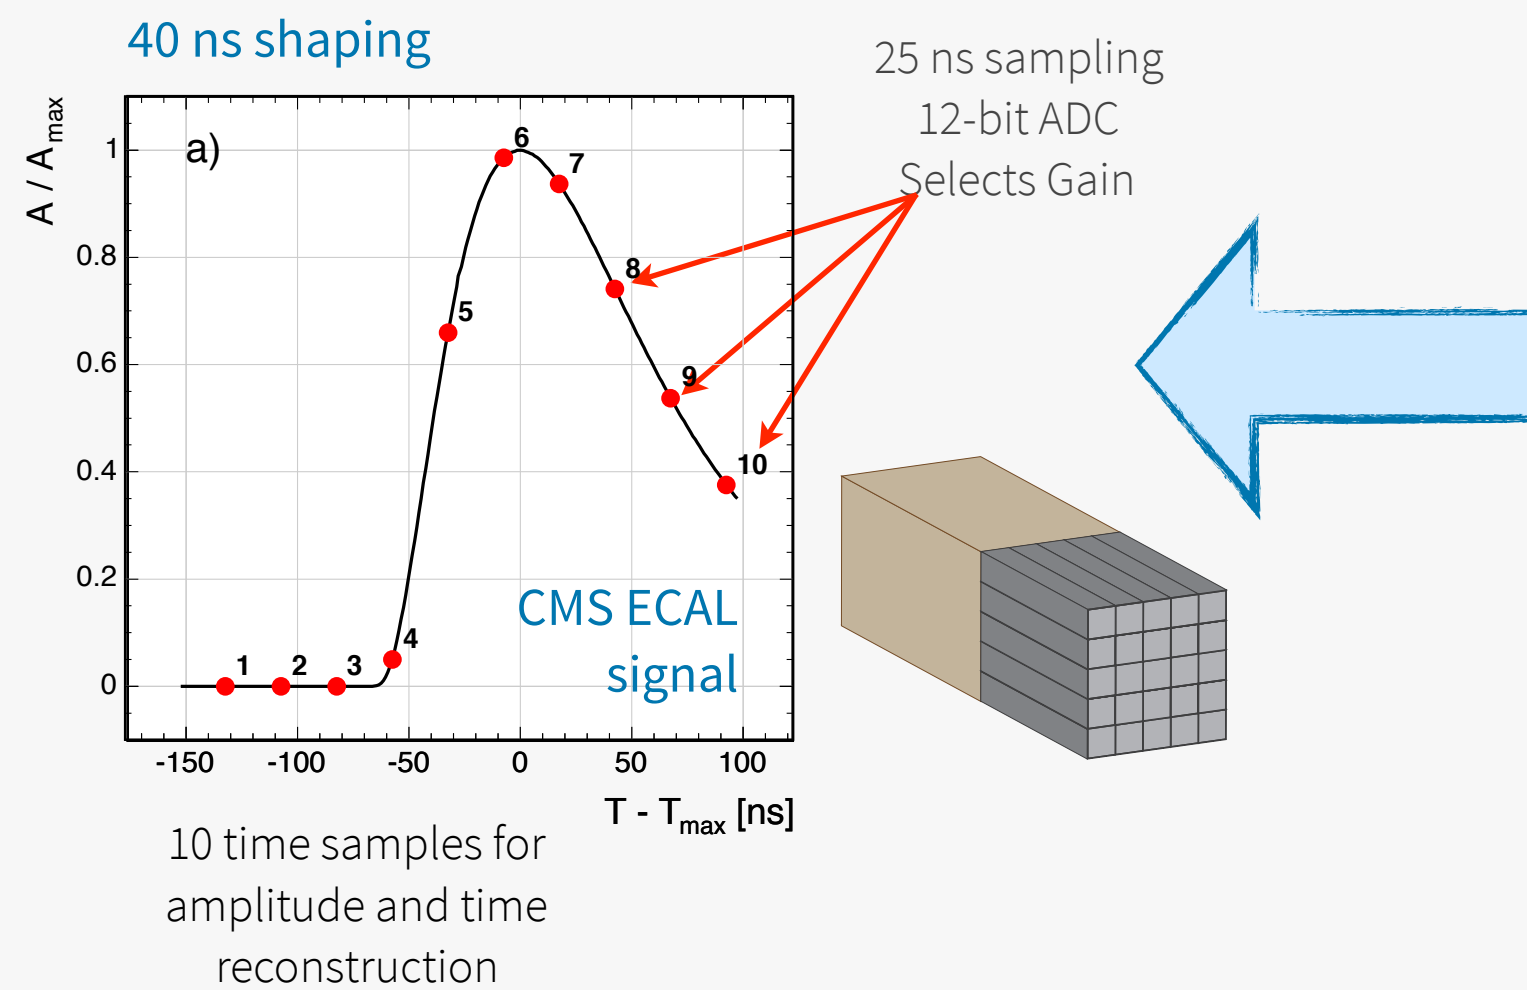 40 ns shaping
25 ns sampling
12-bit ADC
Selects Gain
A / Amax
a)
1
0.8
0.6
0.4
0.2
0
1
2
3
4
5
6
7
8
9
10
CMS ECAL
signal
-150
-100
-50
0
50
100
T - Tmax [ns]
10 time samples for
amplitude and time
reconstruction